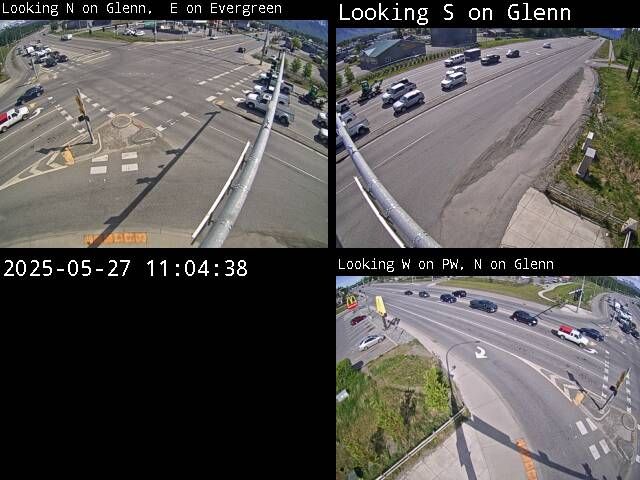 Looking N on Glenn,  E on Evergreen
Looking S on Glenn
2025-05-27 11:04:38
Looking W on PW, N on Glenn